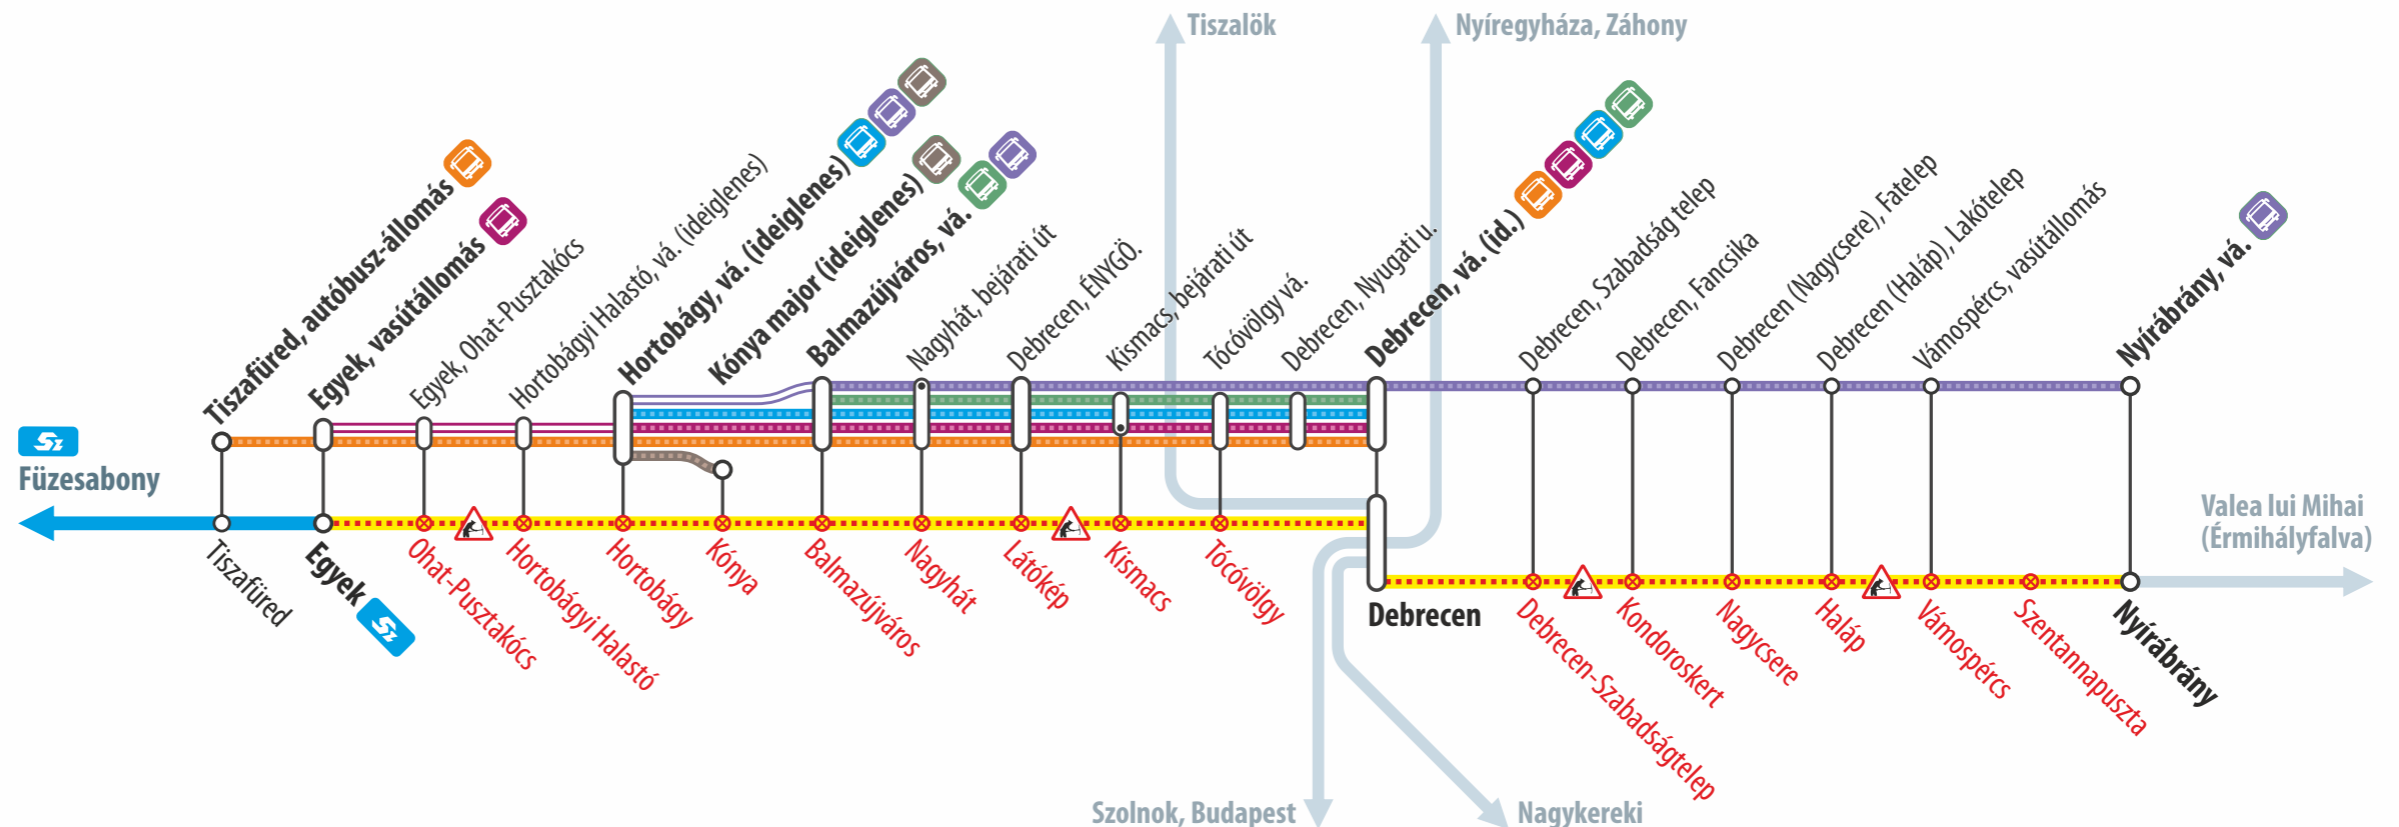 Tiszalök
Nyíregyháza, Záhony
Tiszafüred, autóbusz-állomás
Egyek, vasútállomás
Egyek, Ohat-Pusztakócs
Hortobágyi Halastó, vá. (ideiglenes)
Hortobágy, vá. (ideiglenes)
Kónya major (ideiglenes)
Balmazújváros, vá.
Nagyhát, bejárati út
Debrecen, ÉNYGÖ.
Kismacs, bejárati út
Tócóvölgy vá.
Debrecen, Nyugati u.
Debrecen, vá. (id.)
Debrecen, Szabadság telep
Debrecen, Fancsika
Debrecen (Nagycsere), Fatelep
Debrecen (Haláp), Lakótelep
Vámospércs, vasútállomás
Nyírábrány, vá.
Sz
Füzesabony
Tiszafüred
Egyek Sz
Ohat-Pusztakócs
Hortobágyi Halastó
Hortobágy
Kónya
Balmazújváros
Nagyhát
Látókép
Kismacs
Tócóvölgy
Debrecen
Debrecen-Szabadságtelep
Kondoroskert
Nagycsere
Haláp
Vámospércs
Szentannapuszta
Nyírábrány
Valea lui Mihai
(Érmihályfalva)
Szolnok, Budapest
Nagykereki